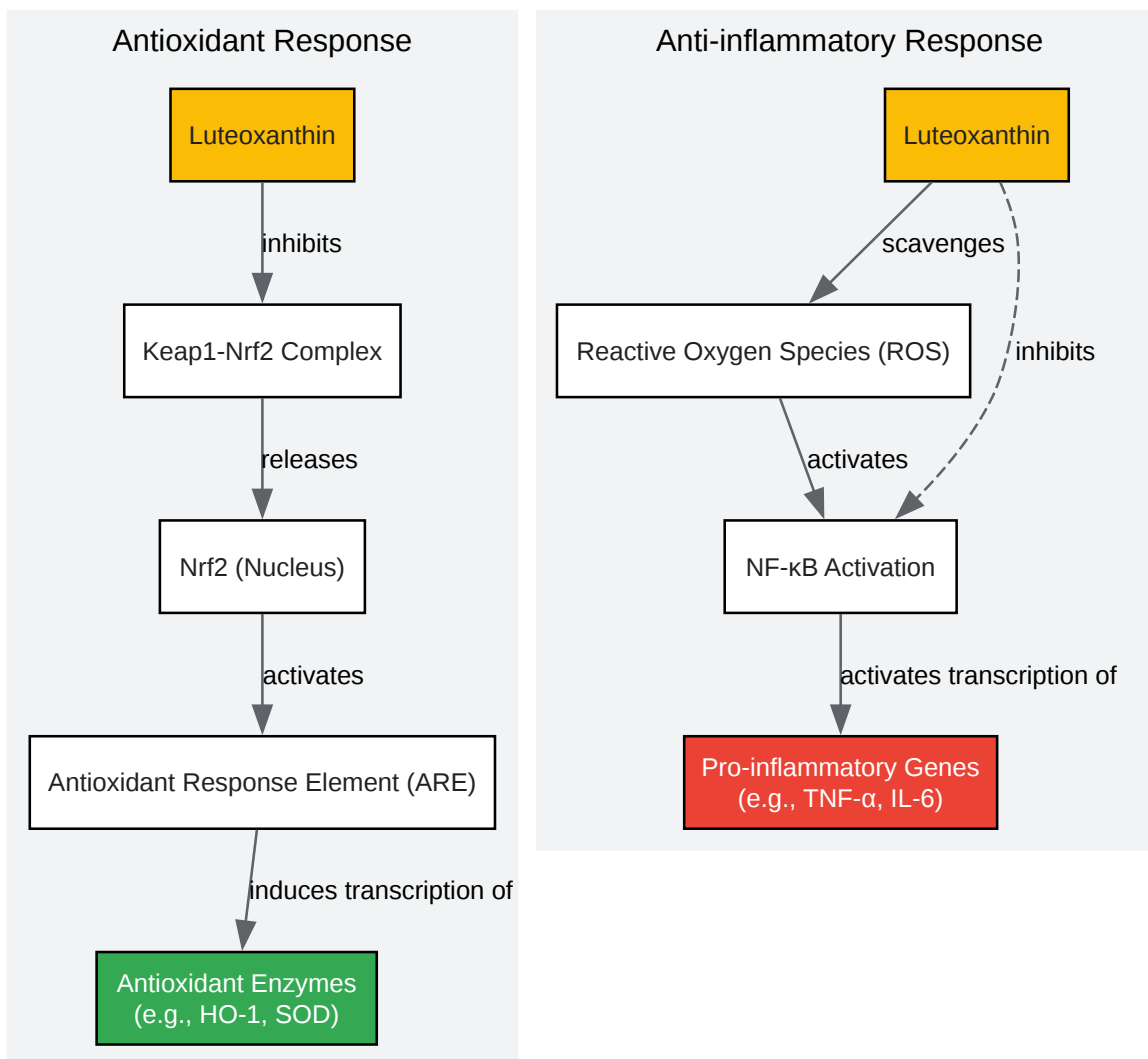 Antioxidant Response
Luteoxanthin
inhibits
Keap1-Nrf2 Complex
releases
Nrf2 (Nucleus)
activates
Antioxidant Response Element (ARE)
induces transcription of
Antioxidant Enzymes
(e.g., HO-1, SOD)
Anti-inflammatory Response
Luteoxanthin
scavenges
Reactive Oxygen Species (ROS)
inhibits
activates
NF-κB Activation
activates transcription of
Pro-inflammatory Genes
(e.g., TNF-α, IL-6)